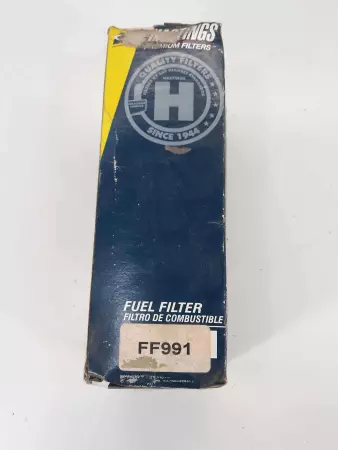 HASTINGS
PREMIUM FILTERS
QUALITY FILTERS
H
SINCE 1944
FUEL FILTER
FILTRO DE COMBUSTIBLE
FF991